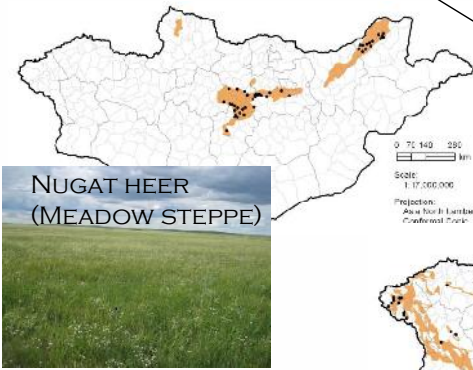 0 70 140 280
km
Scale:
1:17,000,000
Projection:
Asia North Lambert
Conformal Conic
NUGAT HEER
(MEADOW STEPPE)